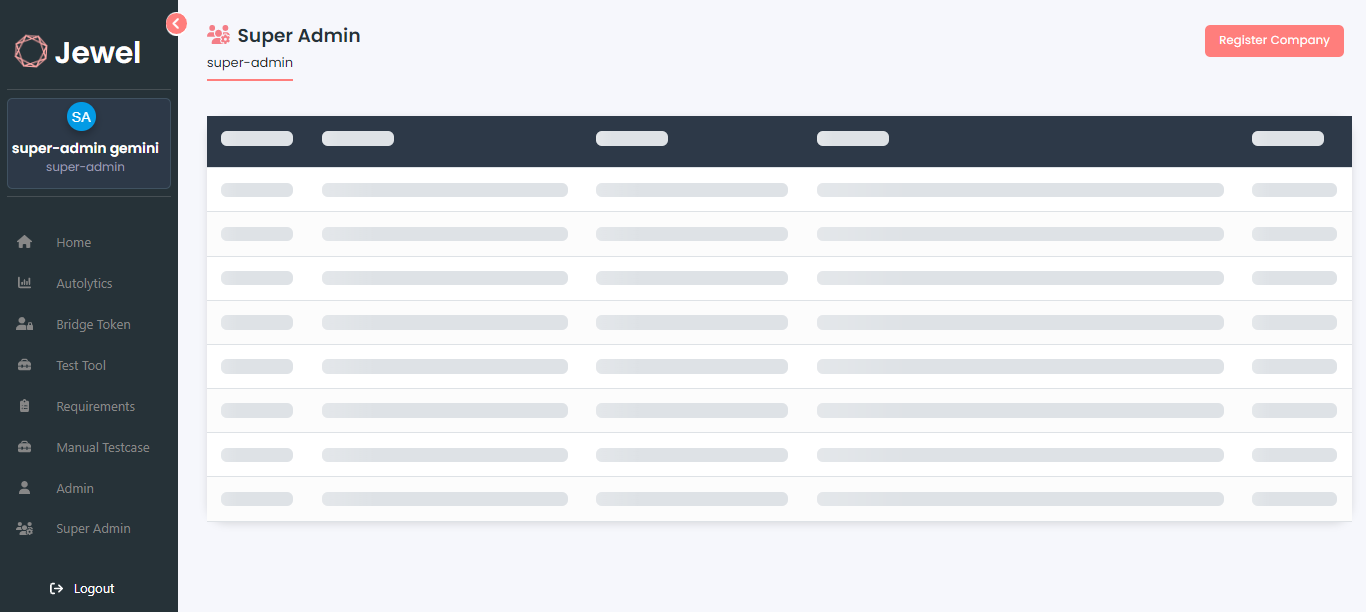 Jewel
SA
super-admin gemini
super-admin
Home
Autolytics
Bridge Token
Test Tool
Requirements
Manual Testcase
Admin
Super Admin
Logout
Super Admin
super-admin
Register Company